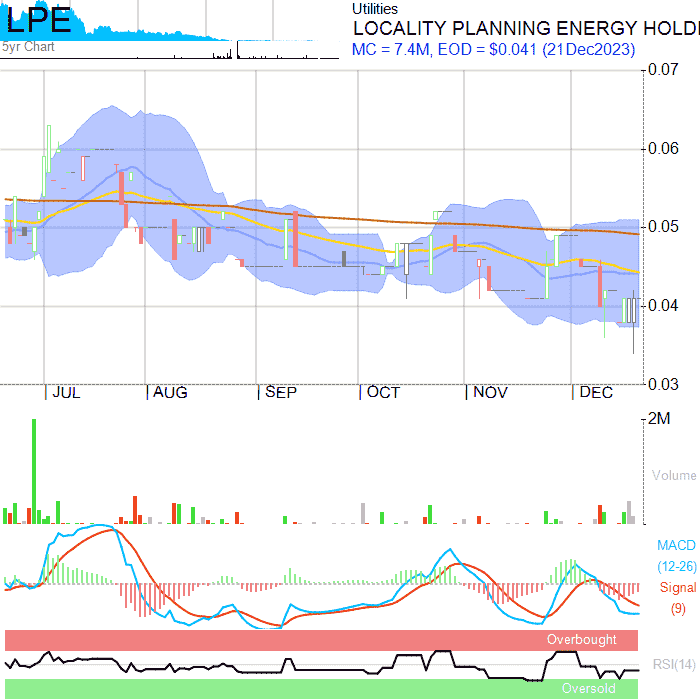 LPE
5yr Chart
Utilities
LOCALITY PLANNING ENERGY HOLDI
MC = 7.4M, EOD = $0.041 (21Dec2023)
0.07
0.06
0.05
0.04
0.03
JUL
AUG
SEP
OCT
NOV
DEC
2M
Volume
MACD
(12-26)
Signal
(9)
Overbought
RSI(14)
Oversold